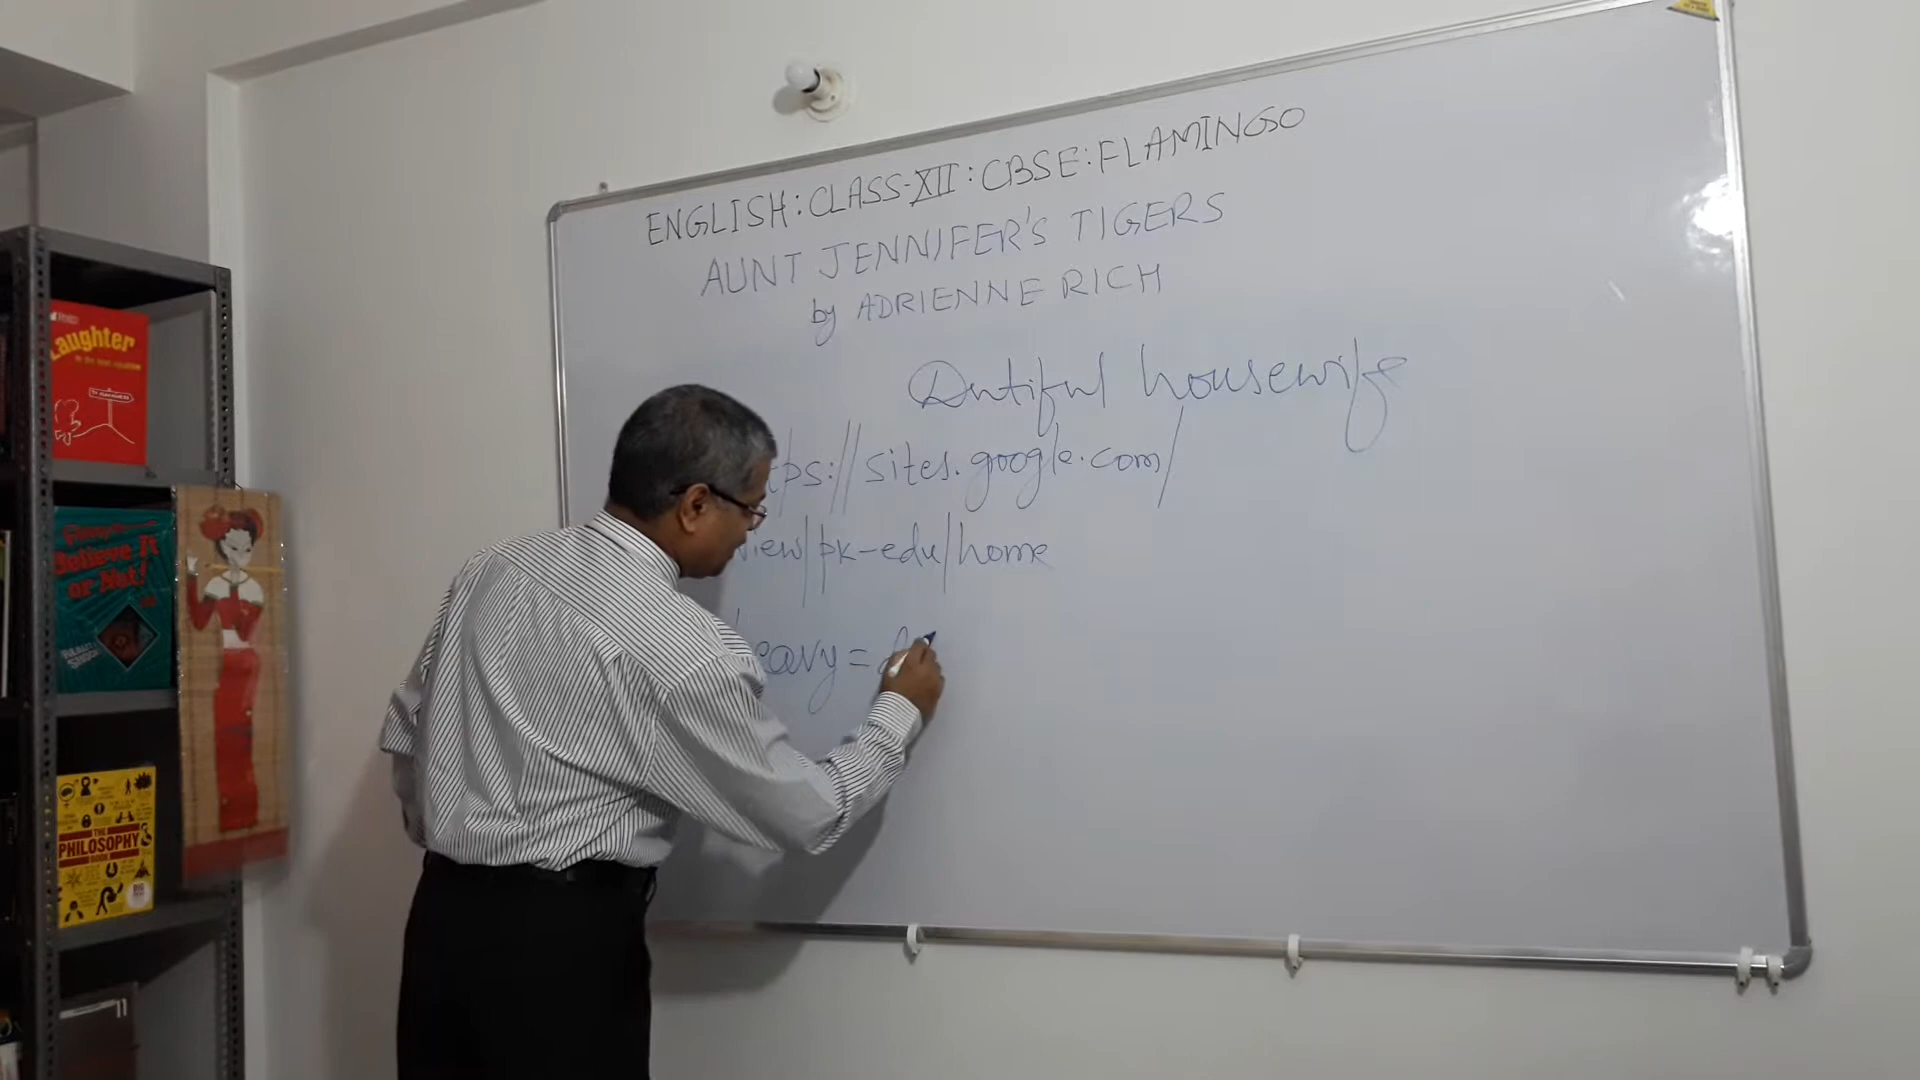 ENGLISH: CLASS-XII: CBSE: FLAMINGO
AUNT JENNIFER'S TIGERS
by ADRIENNE RICH
Dutiful housewife
tps://sites.google.com/
view/pk-edu/home
eavy =
Laughter
Believe It
or Not!
THE
PHILOSOPHY
BOOK